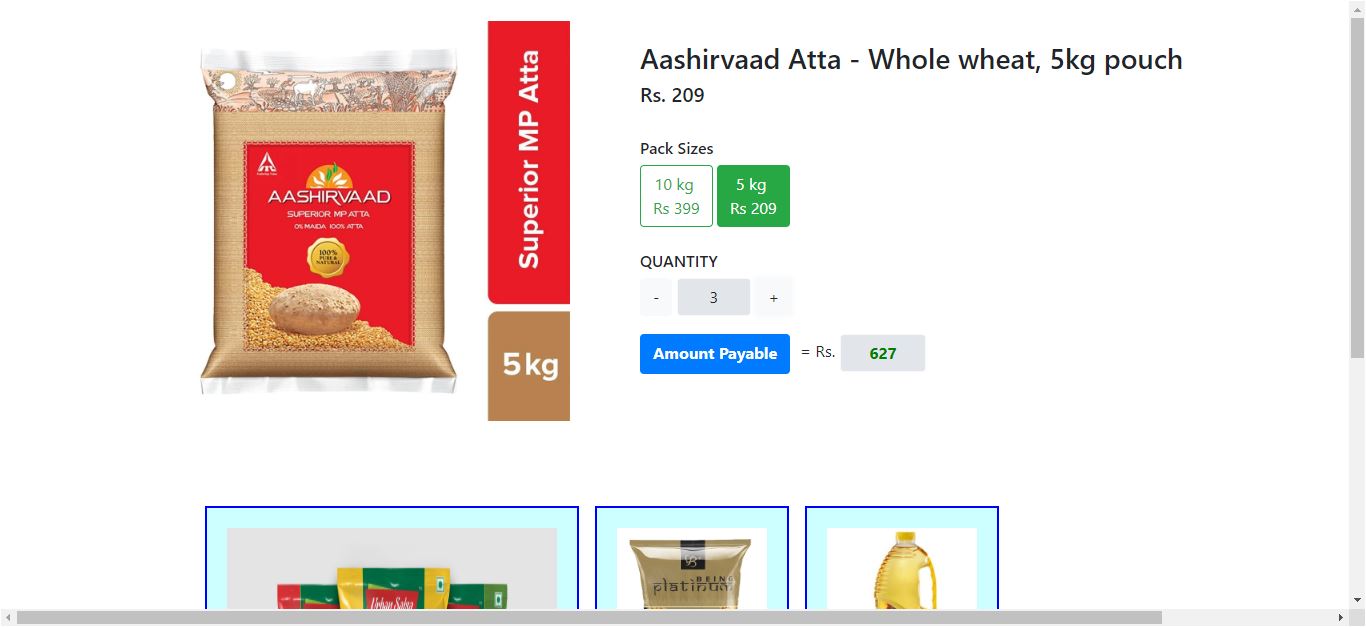 Aashirvaad Atta - Whole wheat, 5kg pouch
Rs. 209
Pack Sizes
10 kg
Rs 399
5 kg
Rs 209
QUANTITY
- 3 +
Amount Payable = Rs. 627
AASHIRVAAD
SUPERIOR MP ATTA
0% MAIDA 100% ATTA
100%
PURE &
NATURAL
Superior MP Atta
5kg
Urban Salsa
BEING
platinum